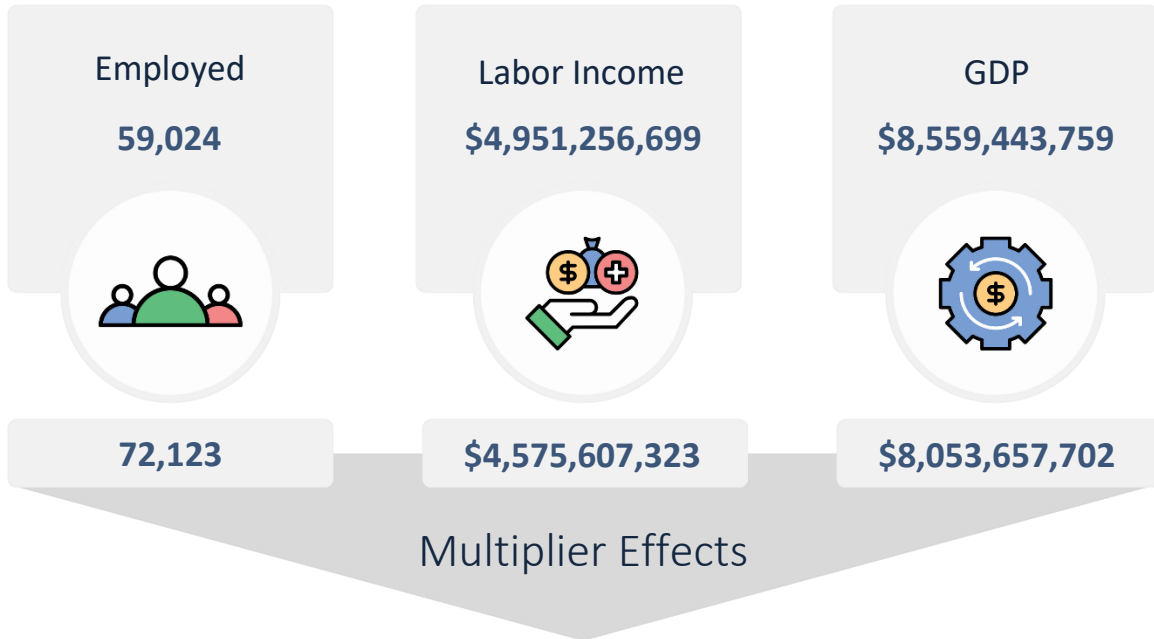 Employed
59,024
Labor Income
$4,951,256,699
GDP
$8,559,443,759
$
$
72,123
$4,575,607,323
$8,053,657,702
Multiplier Effects